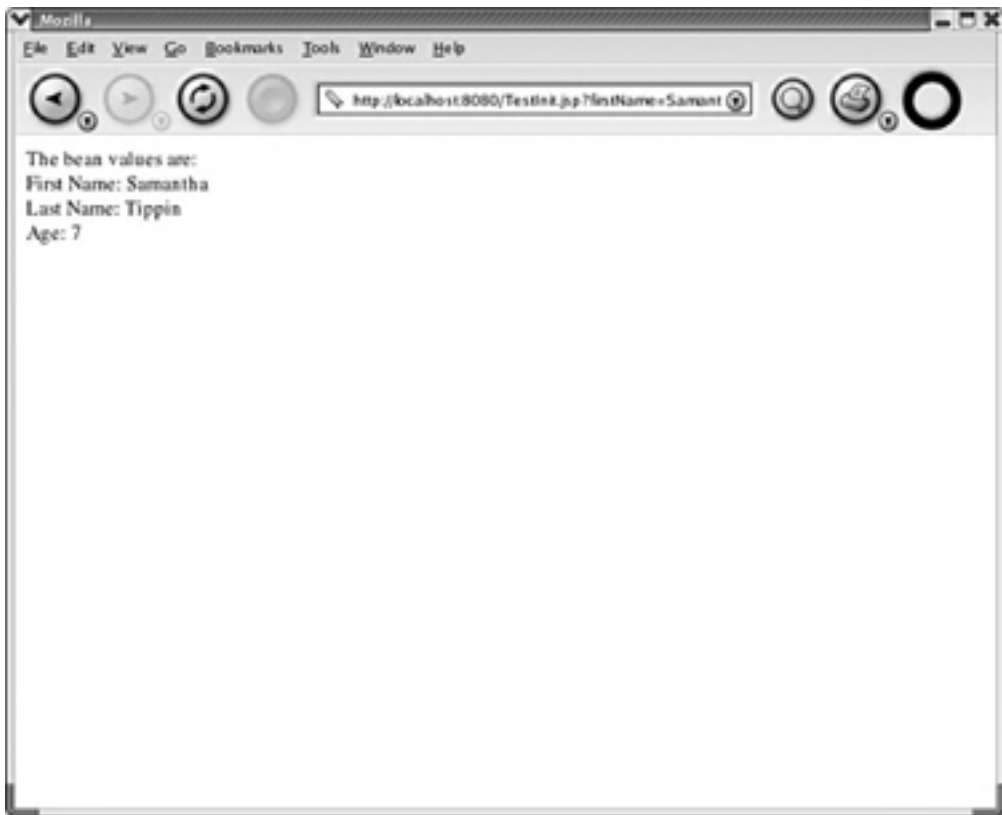 Mozilla
File Edit View Go Bookmarks Tools Window Help
http://localhost:8080/TestInit.jsp?firstName=Samant
The bean values are:
First Name: Samantha
Last Name: Tippin
Age: 7